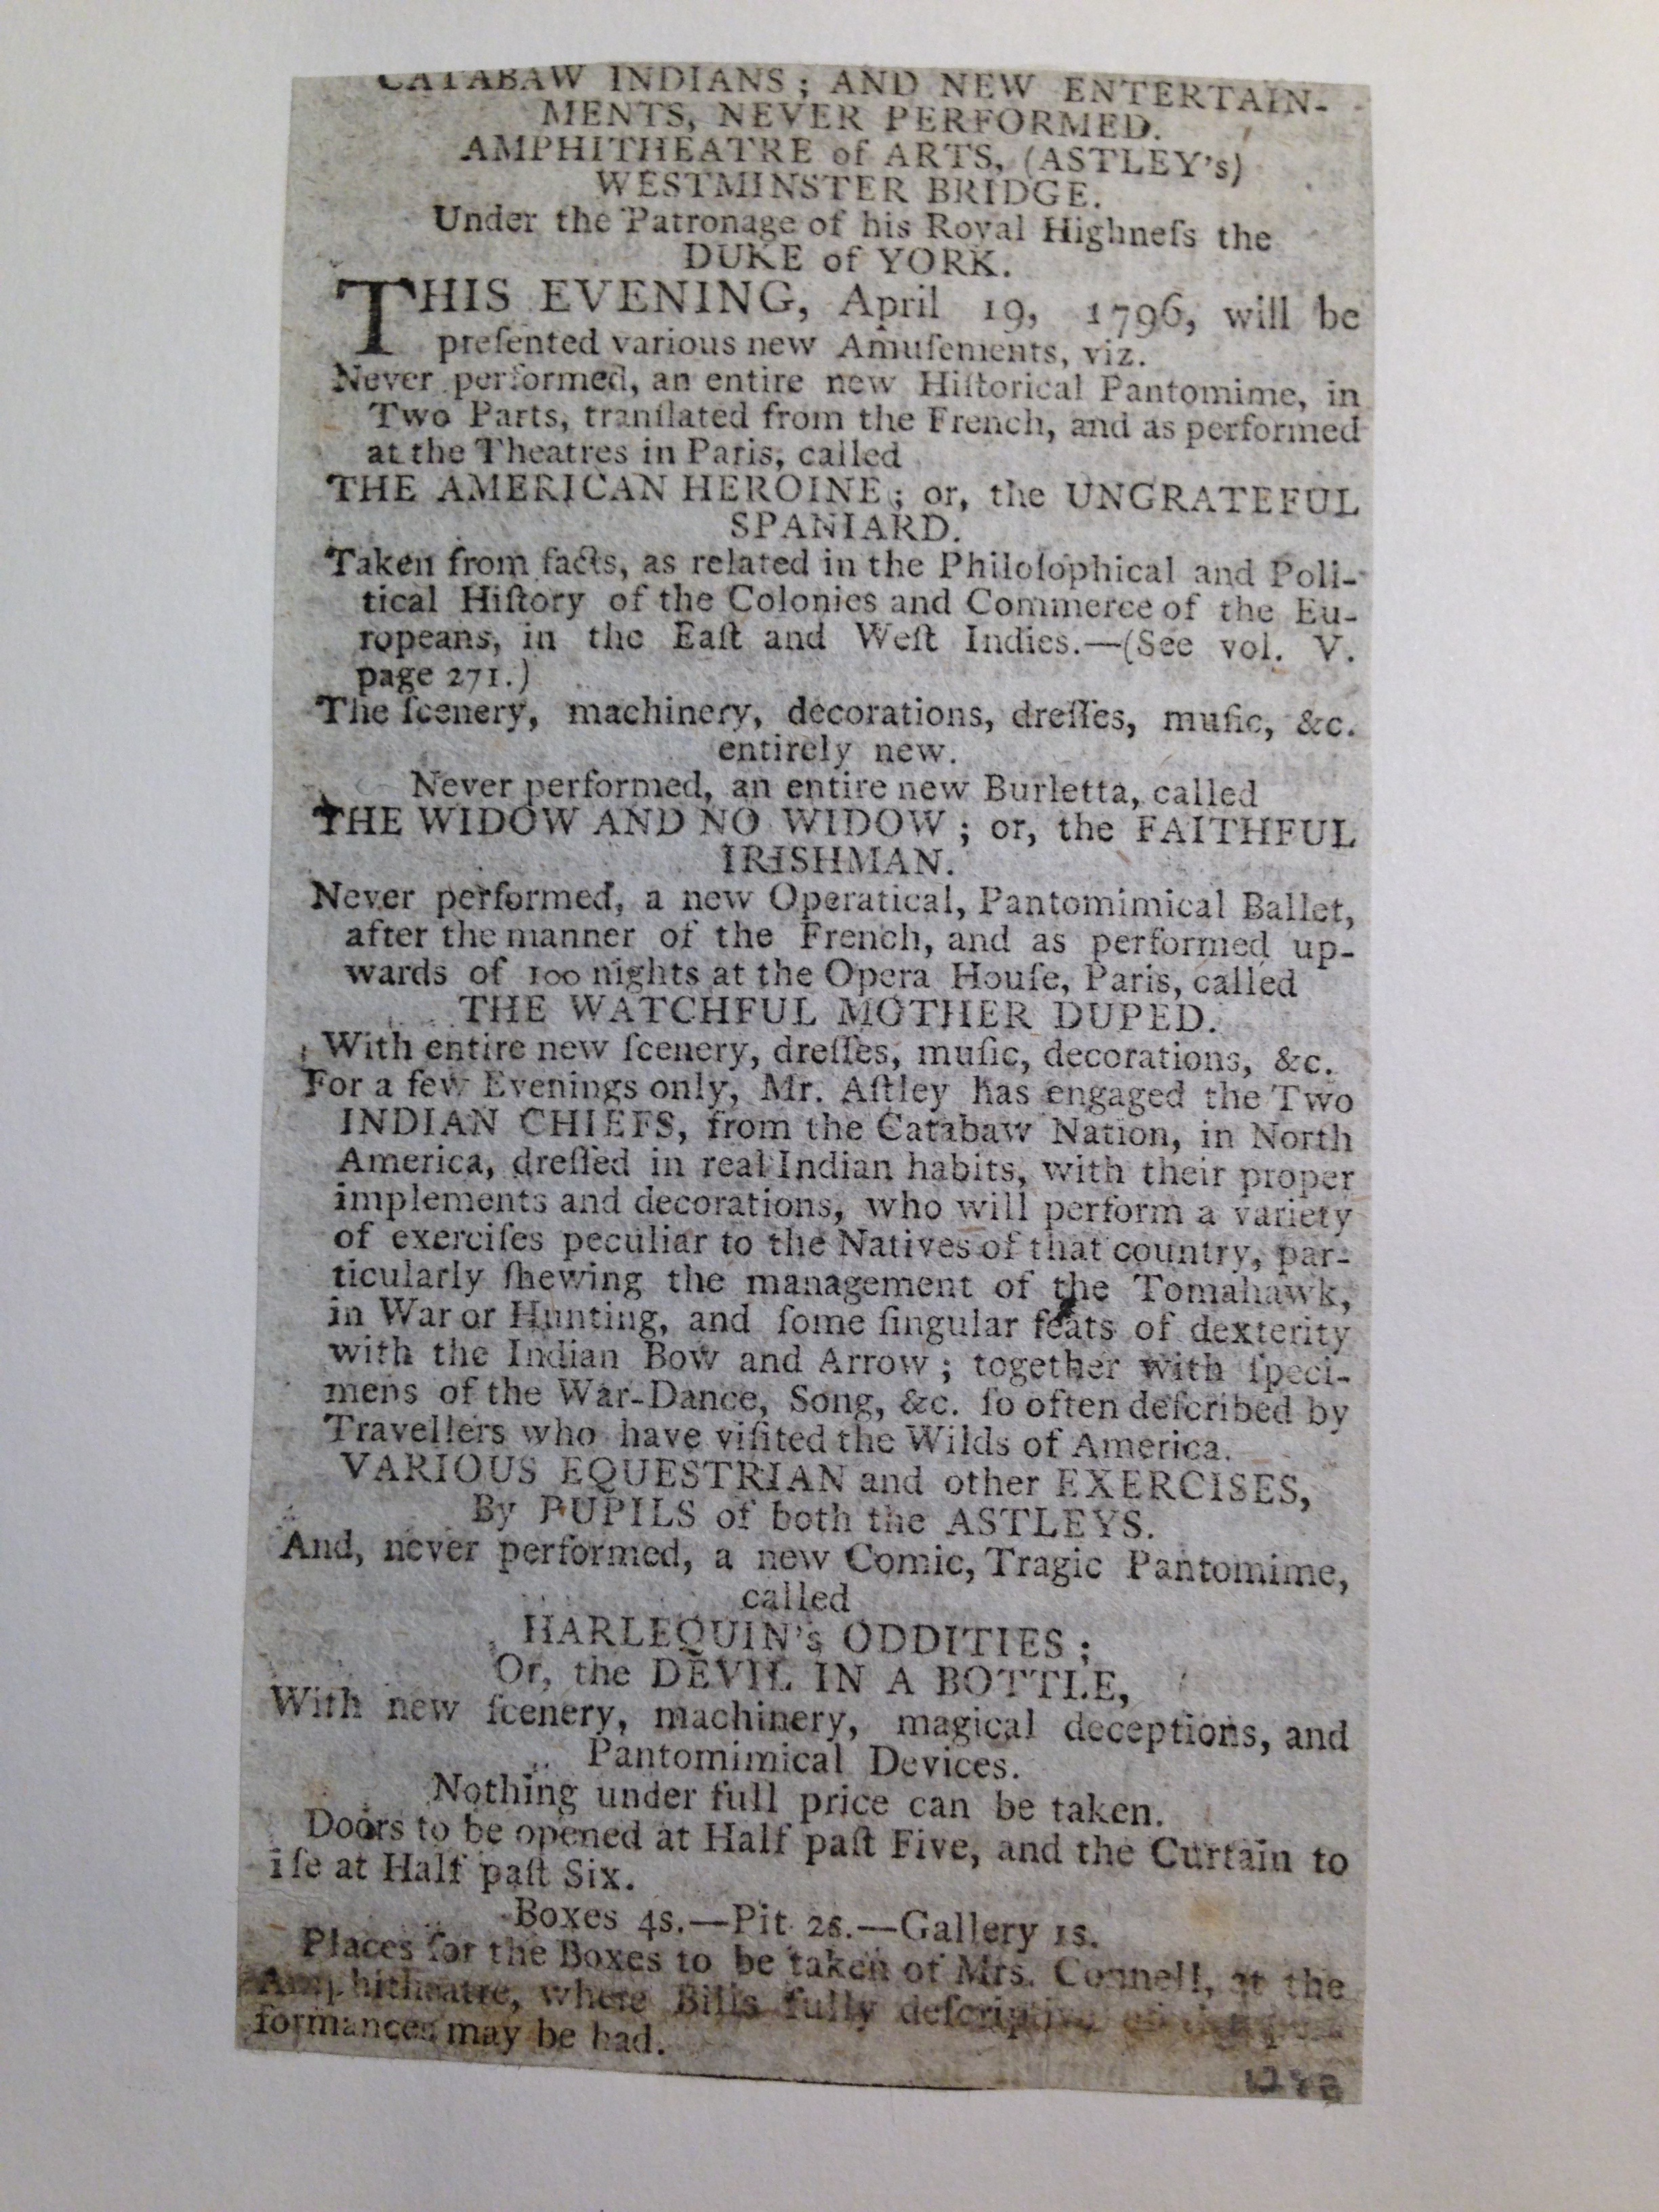 CATABAW INDIANS; AND NEW ENTERTAIN-
MENTS, NEVER PERFORMED.
AMPHITHEATRE of ARTS, (ASTLEY's)
WESTMINSTER BRIDGE.
Under the Patronage of his Royal Highneſs the
DUKE of YORK.
THIS EVENING, April 19, 1796, will be
preſented various new Amuſements, viz.
Never performed, an entire new Hiſtorical Pantomime, in
Two Parts, tranſlated from the French, and as performed
at the Theatres in Paris, called
THE AMERICAN HEROINE; or, the UNGRATEFUL
SPANIARD.
Taken from facts, as related in the Philoſophical and Poli-
tical Hiſtory of the Colonies and Commerce of the Eu-
ropeans, in the Eaſt and Weſt Indies.—(See vol. V.
page 271.)
The ſcenery, machinery, decorations, dreſſes, muſic, &c.
entirely new.
Never performed, an entire new Burletta, called
THE WIDOW AND NO WIDOW; or, the FAITHFUL
IRISHMAN.
Never performed, a new Operatical, Pantomimical Ballet,
after the manner of the French, and as performed up-
wards of 100 nights at the Opera Houſe, Paris, called
THE WATCHFUL MOTHER DUPED.
With entire new ſcenery, dreſſes, muſic, decorations, &c.
For a few Evenings only, Mr. Aſtley has engaged the Two
INDIAN CHIEFS, from the Catabaw Nation, in North
America, dreſſed in real Indian habits, with their proper
implements and decorations, who will perform a variety
of exerciſes peculiar to the Natives of that country, par-
ticularly ſhewing the management of the Tomahawk,
in War or Hunting, and ſome ſingular feats of dexterity
with the Indian Bow and Arrow; together with ſpeci-
mens of the War-Dance, Song, &c. ſo often deſcribed by
Travellers who have viſited the Wilds of America.
VARIOUS EQUESTRIAN and other EXERCISES,
By PUPILS of both the ASTLEYS.
And, never performed, a new Comic, Tragic Pantomime,
called
HARLEQUIN's ODDITIES;
Or, the DEVIL IN A BOTTLE,
With new ſcenery, machinery, magical deceptions, and
Pantomimical Devices.
Nothing under full price can be taken.
Doors to be opened at Half paſt Five, and the Curtain to
iſe at Half paſt Six.
Boxes 4s.—Pit 2s.—Gallery 1s.
Places for the Boxes to be taken of Mrs. Connell, at the
Amphitheatre, where Bills fully deſcriptive of
formances may be had.